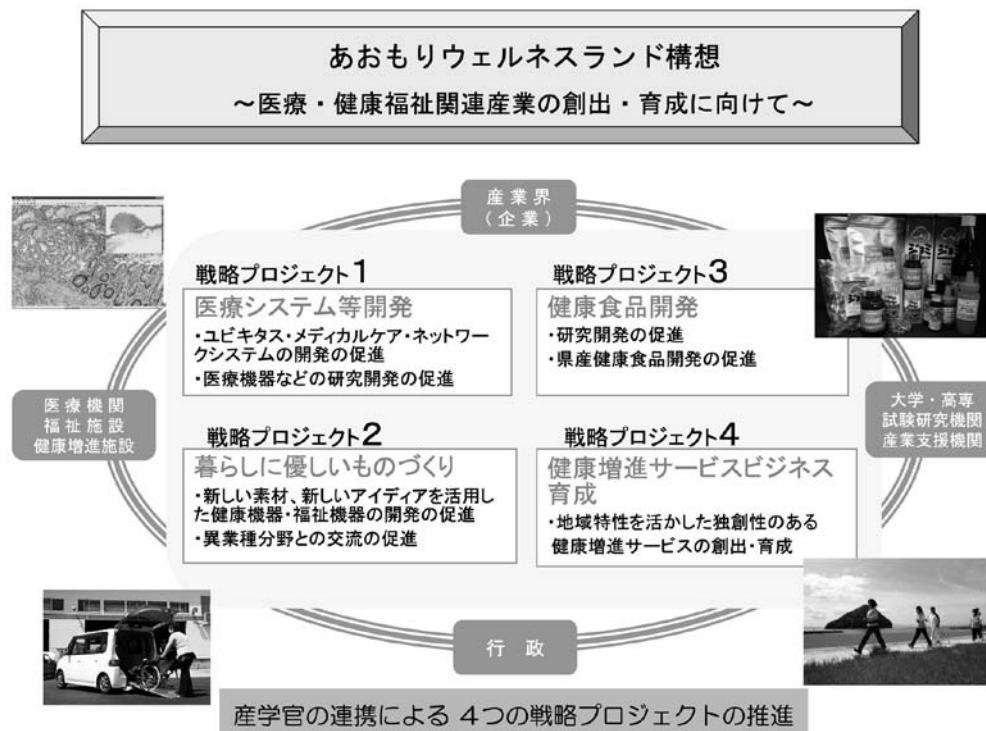 あおもりウェルネスランド構想
～医療・健康福祉関連産業の創出・育成に向けて～
産業界
（企業）
戦略プロジェクト1
医療システム等開発
・ユビキタス・メディカルケア・ネットワー
クシステムの開発の促進
・医療機器などの研究開発の促進
戦略プロジェクト3
健康食品開発
・研究開発の促進
・県産健康食品開発の促進
医療機関
福祉施設
健康増進施設
大学・高専
試験研究機関
産業支援機関
戦略プロジェクト2
暮らしに優しいものづくり
・新しい素材、新しいアイディアを活用し
た健康機器・福祉機器の開発の促進
・異業種分野との交流の促進
戦略プロジェクト4
健康増進サービスビジネス
育成
・地域特性を活かした独創性のある
健康増進サービスの創出・育成
行政
産学官の連携による 4つの戦略プロジェクトの推進